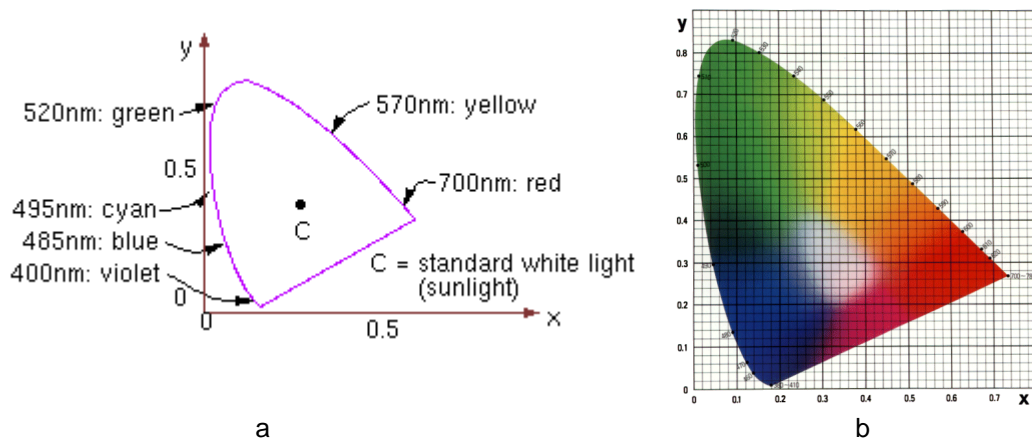 y
520nm: green
570nm: yellow
0.5
700nm: red
495nm: cyan
485nm: blue
400nm: violet
C
C = standard white light
(sunlight)
0
0
0.5
x
a
y
0.8
0.7
0.6
0.5
0.4
0.3
0.2
0.1
0
0 0.1 0.2 0.3 0.4 0.5 0.6 0.7
x
b